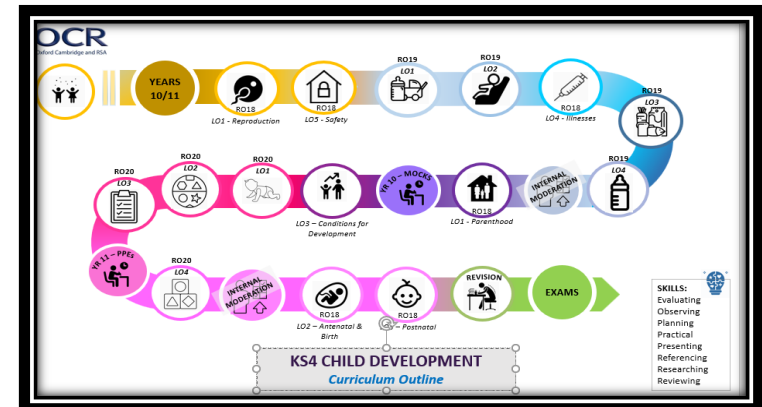 OCR
Oxford Cambridge and RSA
YEARS
10/11
RO18
LO1 - Reproduction
RO18
LO5 - Safety
RO19
LO1
RO19
LO2
RO18
LO4 - Illnesses
RO19
LO3
RO19
LO4
INTERNAL
MODERATION
RO18
LO1 - Parenthood
YR 10 – MOCKS
LO3 – Conditions for
Development
RO20
LO1
RO20
LO2
RO20
LO3
YR 11 – PPEs
RO20
LO4
INTERNAL
MODERATION
RO18
LO2 – Antenatal &
Birth
RO18
– Postnatal
REVISION
EXAMS
KS4 CHILD DEVELOPMENT
Curriculum Outline
SKILLS:
Evaluating
Observing
Planning
Practical
Presenting
Referencing
Researching
Reviewing